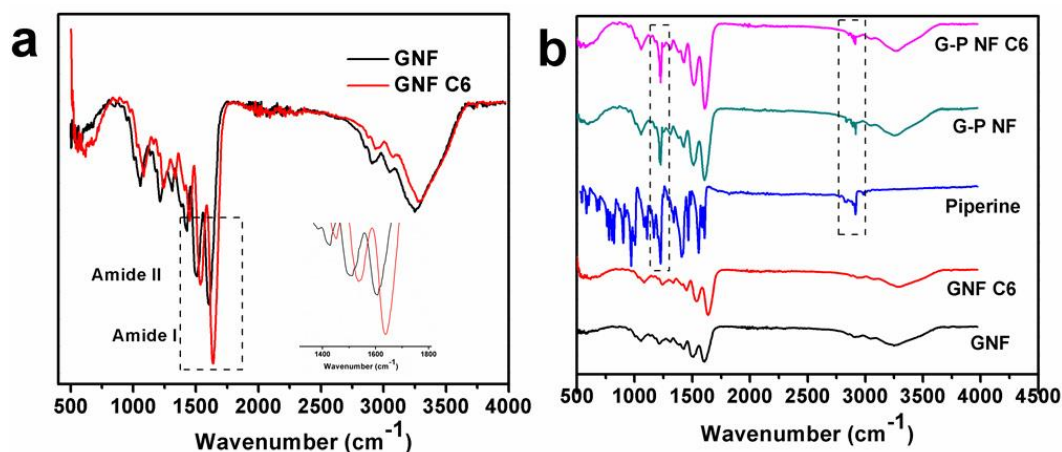 a
GNF
GNF C6
Amide II
Amide I
1400 1600 1800
Wavenumber (cm⁻¹)
500 1000 1500 2000 2500 3000 3500 4000
Wavenumber (cm⁻¹)
b
G-P NF C6
G-P NF
Piperine
GNF C6
GNF
500 1000 1500 2000 2500 3000 3500 4000 4500
Wavenumber (cm⁻¹)